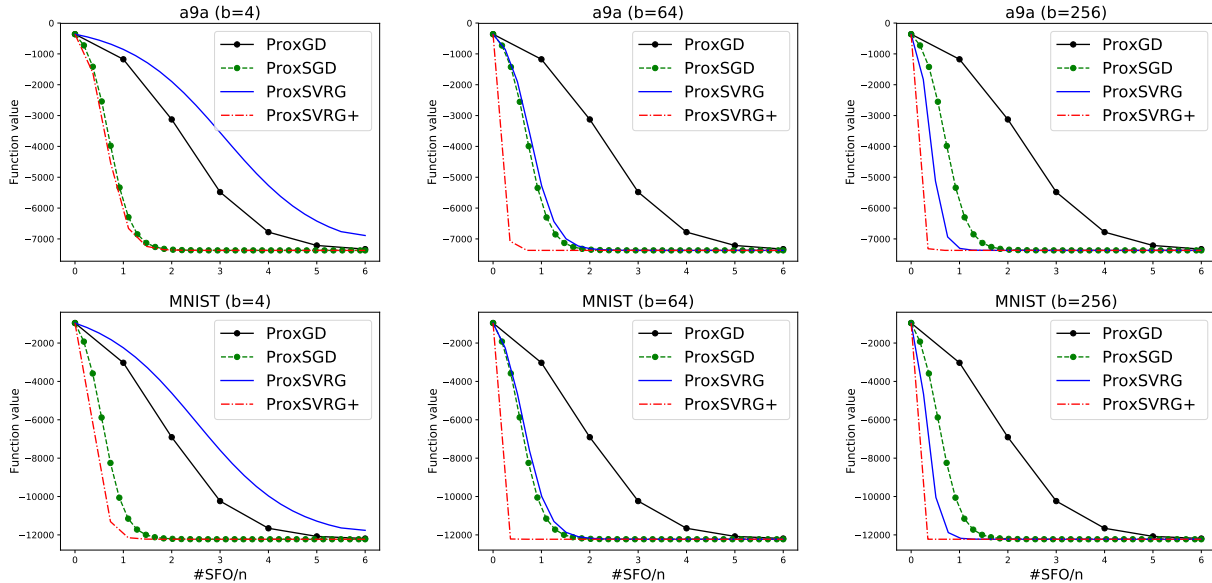 a9a (b=4)
Function value
0
−1000
−2000
−3000
−4000
−5000
−6000
−7000
0 1 2 3 4 5 6
ProxGD
ProxSGD
ProxSVRG
ProxSVRG+
a9a (b=64)
Function value
0
−1000
−2000
−3000
−4000
−5000
−6000
−7000
0 1 2 3 4 5 6
ProxGD
ProxSGD
ProxSVRG
ProxSVRG+
a9a (b=256)
Function value
0
−1000
−2000
−3000
−4000
−5000
−6000
−7000
0 1 2 3 4 5 6
ProxGD
ProxSGD
ProxSVRG
ProxSVRG+
MNIST (b=4)
Function value
−2000
−4000
−6000
−8000
−10000
−12000
0 1 2 3 4 5 6
#SFO/n
ProxGD
ProxSGD
ProxSVRG
ProxSVRG+
MNIST (b=64)
Function value
−2000
−4000
−6000
−8000
−10000
−12000
0 1 2 3 4 5 6
#SFO/n
ProxGD
ProxSGD
ProxSVRG
ProxSVRG+
MNIST (b=256)
Function value
−2000
−4000
−6000
−8000
−10000
−12000
0 1 2 3 4 5 6
#SFO/n
ProxGD
ProxSGD
ProxSVRG
ProxSVRG+